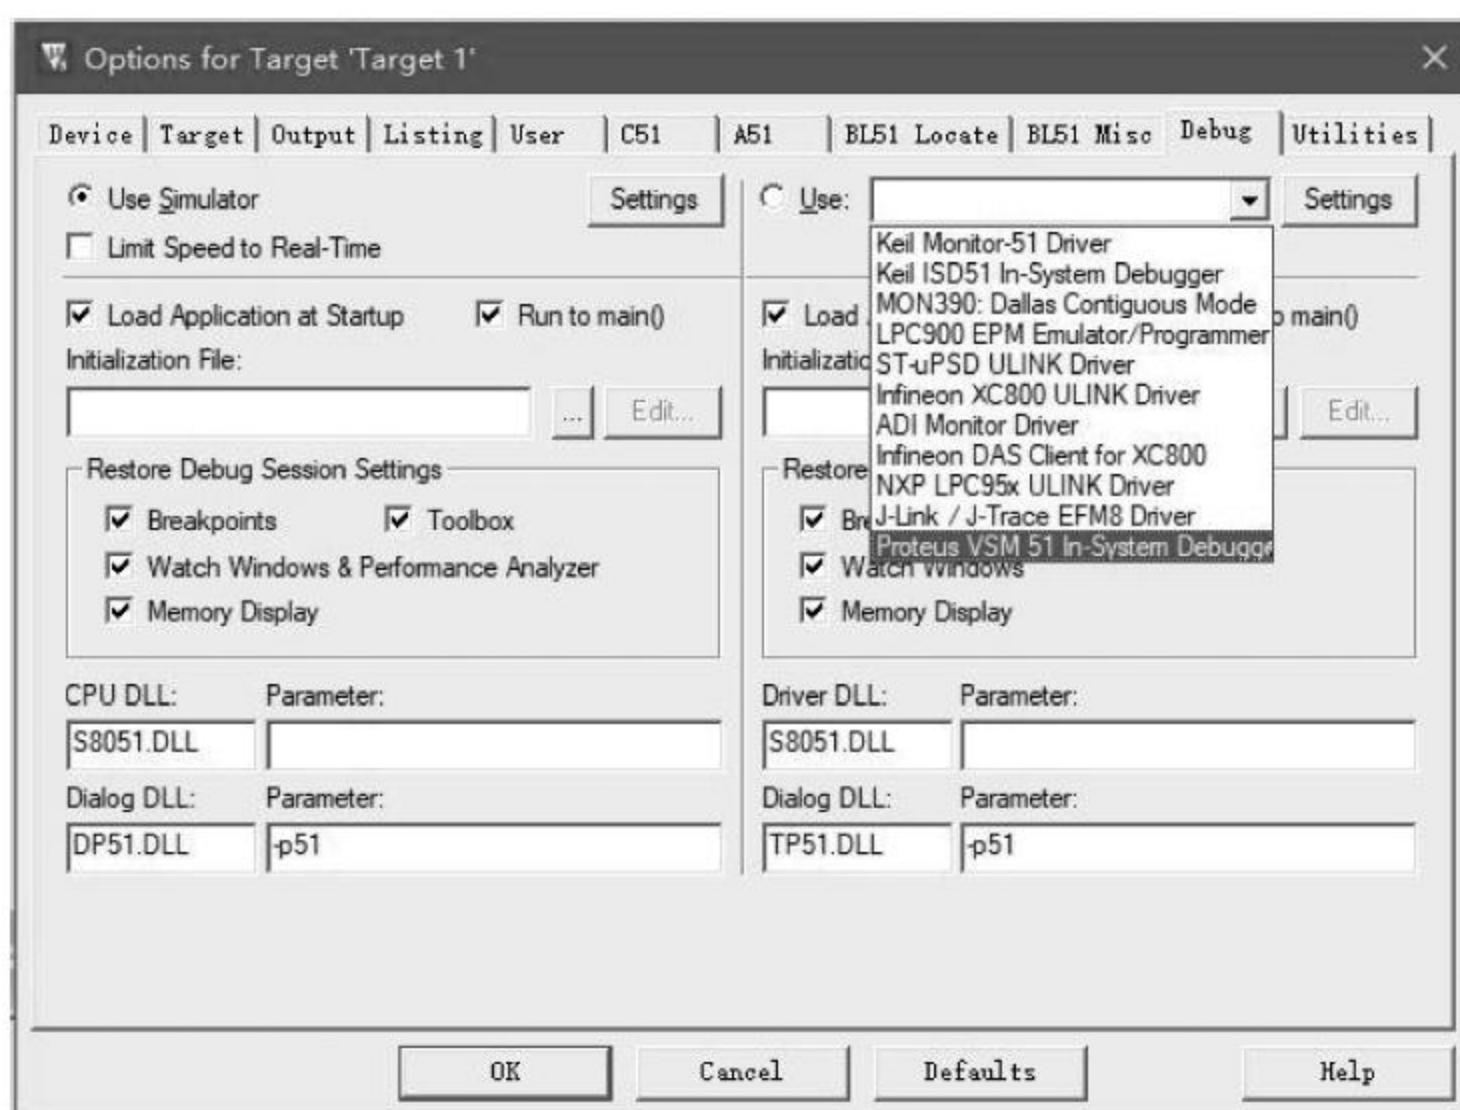 Options for Target 'Target 1'
Device Target Output Listing User C51 A51 BL51 Locate BL51 Misc Debug Utilities
Use Simulator Settings Use: Settings
Limit Speed to Real-Time
Keil Monitor-51 Driver
Keil ISD51 In-System Debugger
MON390: Dallas Contiguous Mode
LPC900 EPM Emulator/Programmer
ST-uPSD ULINK Driver
Infineon XC800 ULINK Driver
ADI Monitor Driver
Infineon DAS Client for XC800
NXP LPC95x ULINK Driver
J-Link / J-Trace EFM8 Driver
Proteus VSM 51 In-System Debugge
Load Application at Startup Run to main() Load o main()
Initialization File: Initializatio
... Edit... Edit...
Restore Debug Session Settings Restore
Breakpoints Toolbox Bre
Watch Windows & Performance Analyzer Watch Windows
Memory Display Memory Display
CPU DLL: Parameter: Driver DLL: Parameter:
S8051.DLL S8051.DLL
Dialog DLL: Parameter: Dialog DLL: Parameter:
DP51.DLL -p51 TP51.DLL -p51
OK Cancel Defaults Help